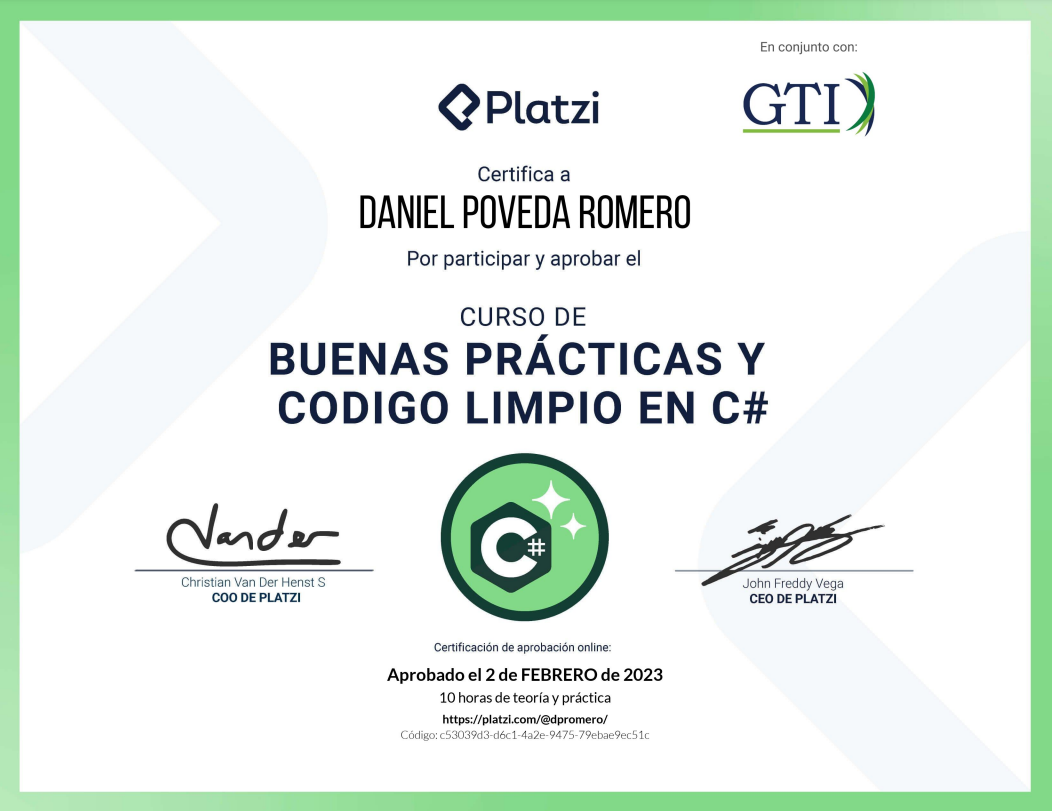 En conjunto con:
Platzi
GTI
Certifica a
DANIEL POVEDA ROMERO
Por participar y aprobar el
CURSO DE
BUENAS PRÁCTICAS Y
CODIGO LIMPIO EN C#
C#
Vander
Christian Van Der Henst S
COO DE PLATZI
John Freddy Vega
CEO DE PLATZI
Certificación de aprobación online:
Aprobado el 2 de FEBRERO de 2023
10 horas de teoría y práctica
https://platzi.com/@dpromero/
Código: c53039d3-d6c1-4a2e-9475-79ebae9ec51c